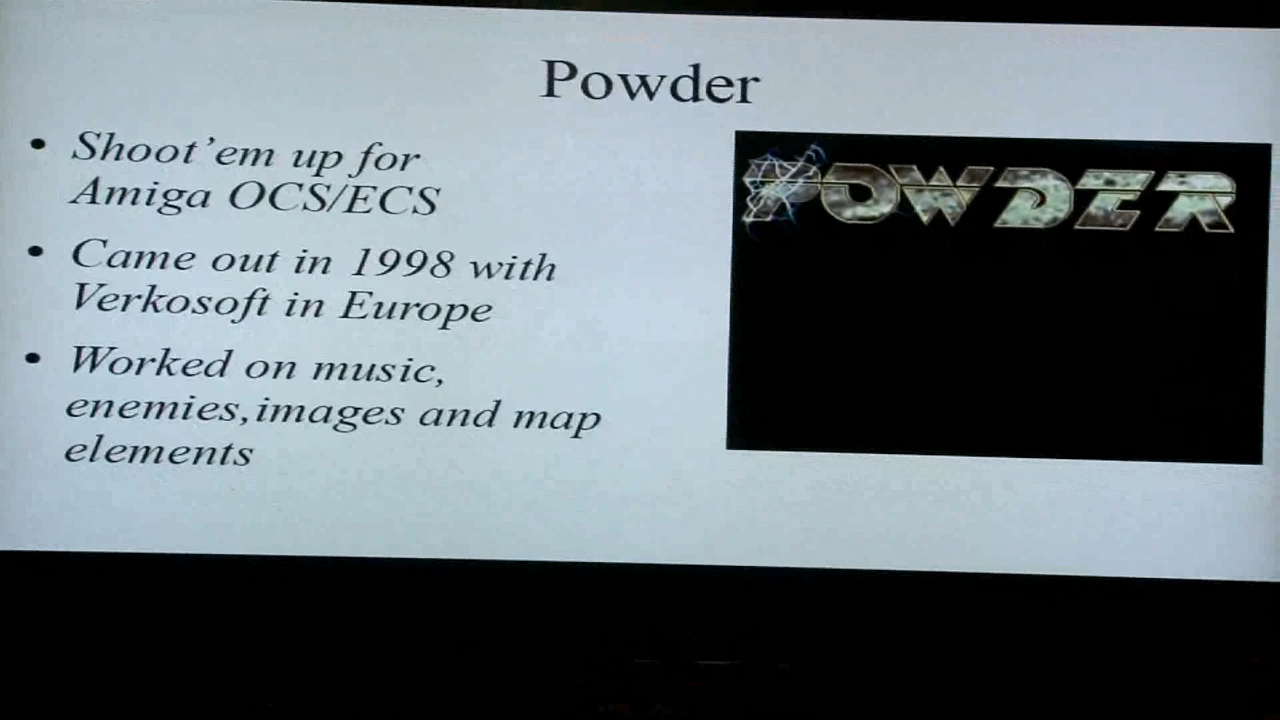 Powder
• Shoot'em up for
Amiga OCS/ECS
• Came out in 1998 with
Verkosoft in Europe
• Worked on music,
enemies,images and map
elements
POWDER